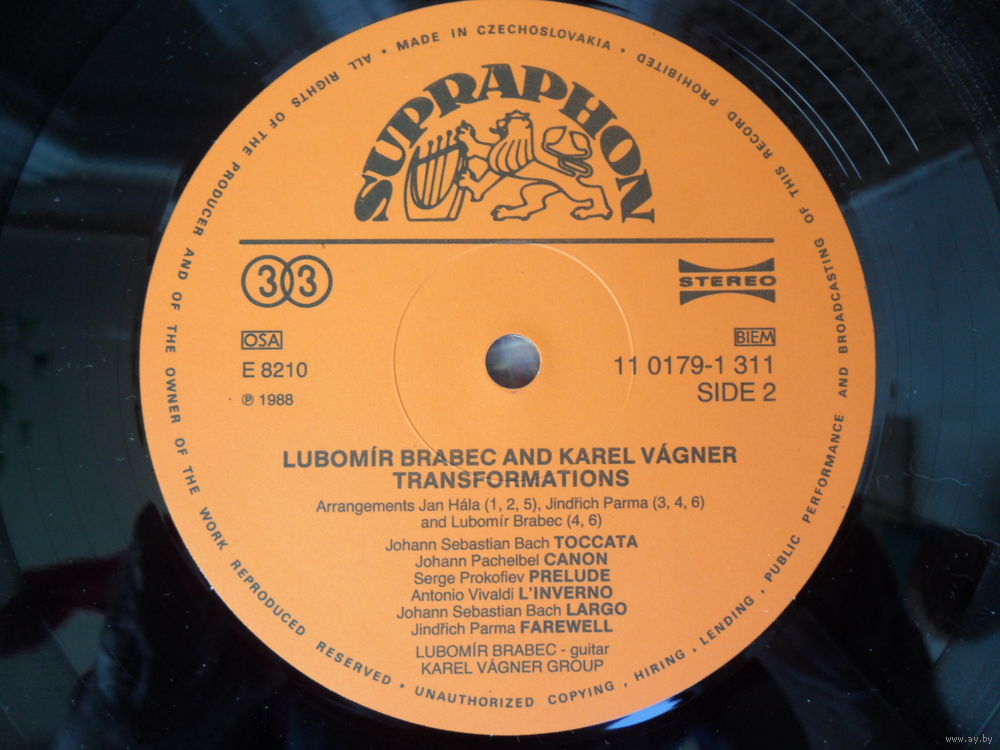 ALL RIGHTS OF THE PRODUCER AND OF THE OWNER OF THE WORK REPRODUCED RESERVED • UNAUTHORIZED COPYING, HIRING, LENDING, PUBLIC PERFORMANCE AND BROADCASTING OF THIS RECORD PROHIBITED • MADE IN CZECHOSLOVAKIA •
SUPRAPHON
33
STEREO
OSA
BIEM
E 8210
11 0179-1 311
℗ 1988
SIDE 2
LUBOMÍR BRABEC AND KAREL VÁGNER
TRANSFORMATIONS
Arrangements Jan Hála (1, 2, 5), Jindřich Parma (3, 4, 6)
and Lubomír Brabec (4, 6)
Johann Sebastian Bach TOCCATA
Johann Pachelbel CANON
Serge Prokofiev PRELUDE
Antonio Vivaldi L'INVERNO
Johann Sebastian Bach LARGO
Jindřich Parma FAREWELL
LUBOMÍR BRABEC - guitar
KAREL VÁGNER GROUP
www.ay.by